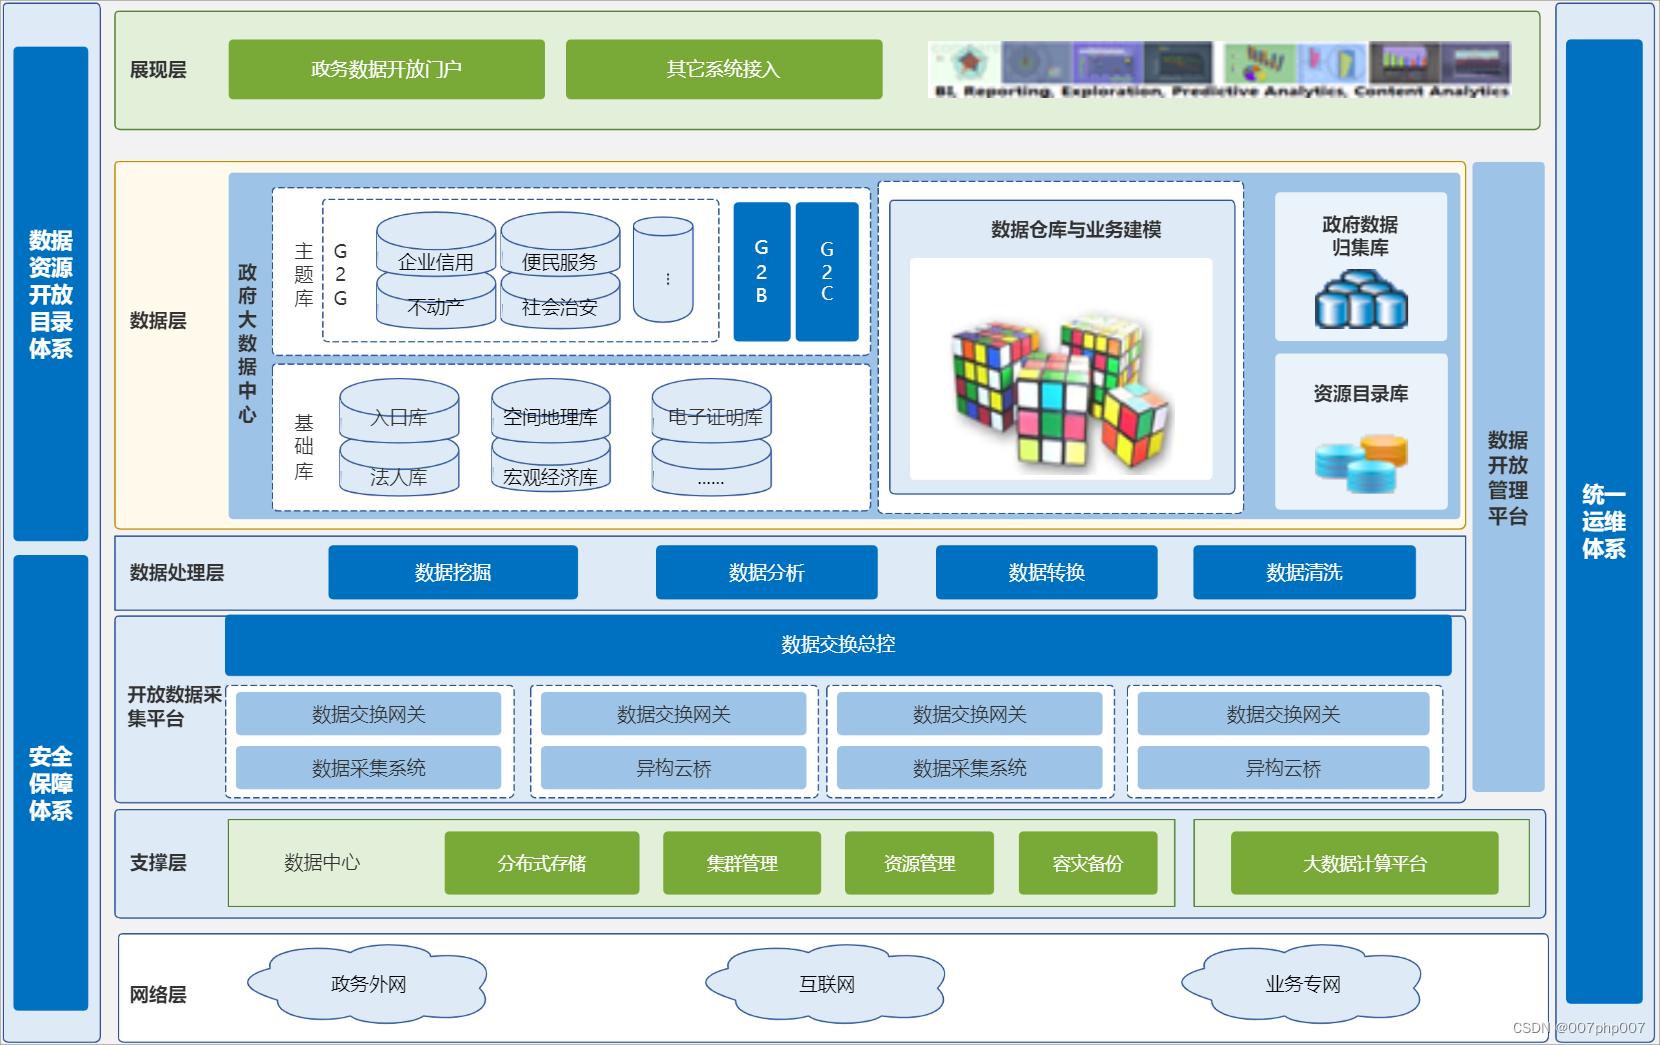 展现层
政务数据开放门户
其它系统接入
BI, Reporting, Exploration, Predictive Analytics, Content Analytics
数据
资源
开放
目录
体系
安全
保障
体系
数据层
政府大数据中心
主题库
G2G
企业信用
便民服务
不动产
社会治安
...
G2B
G2C
基础库
人口库
空间地理库
电子证明库
法人库
宏观经济库
......
数据仓库与业务建模
政府数据
归集库
资源目录库
数据处理层
数据挖掘
数据分析
数据转换
数据清洗
开放数据采
集平台
数据交换总控
数据交换网关
数据交换网关
数据交换网关
数据交换网关
数据采集系统
异构云桥
数据采集系统
异构云桥
数据
开放
管理
平台
支撑层
数据中心
分布式存储
集群管理
资源管理
容灾备份
大数据计算平台
网络层
政务外网
互联网
业务专网
统一
运维
体系
CSDN @007php007